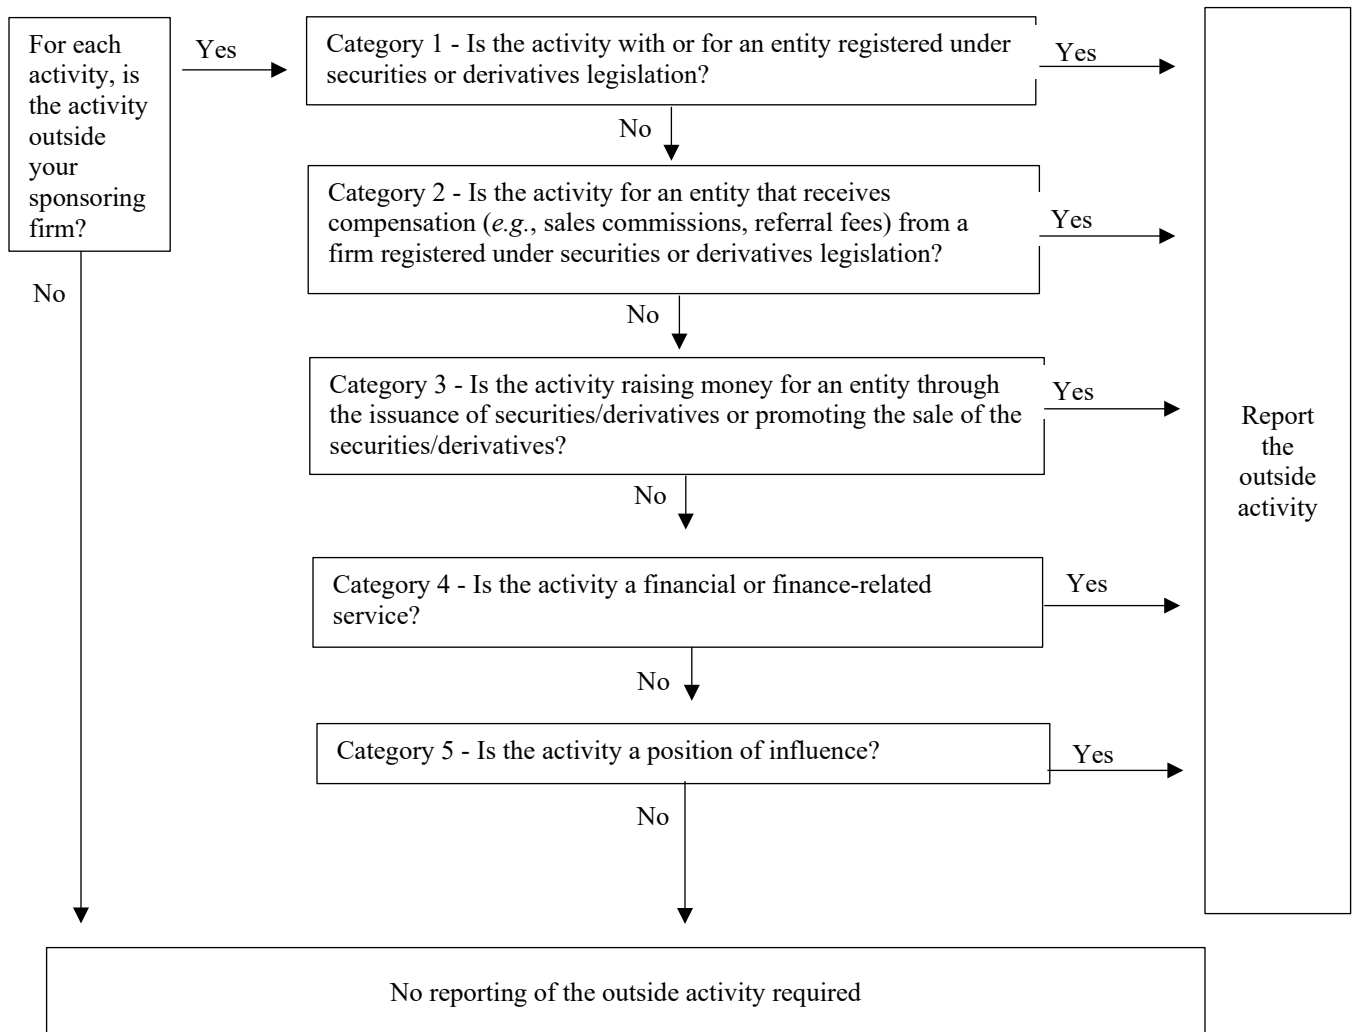 For each
activity, is
the activity
outside
your
sponsoring
firm?
Yes
Category 1 - Is the activity with or for an entity registered under
securities or derivatives legislation?
Yes
No
Category 2 - Is the activity for an entity that receives
compensation (e.g., sales commissions, referral fees) from a
firm registered under securities or derivatives legislation?
Yes
No
No
Category 3 - Is the activity raising money for an entity through
the issuance of securities/derivatives or promoting the sale of the
securities/derivatives?
Yes
Report
the
outside
activity
No
Category 4 - Is the activity a financial or finance-related
service?
Yes
No
Category 5 - Is the activity a position of influence?
Yes
No
No reporting of the outside activity required